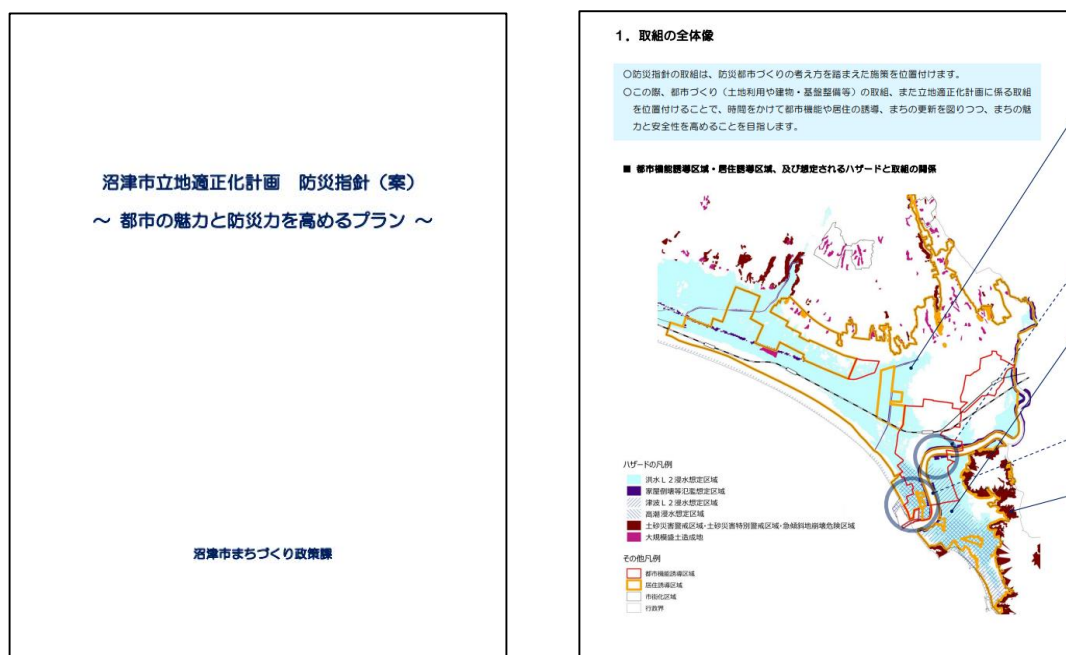 沼津市立地適正化計画 防災指針(案)
~ 都市の魅力と防災力を高めるプラン ~
沼津市まちづくり政策課
1.取組の全体像
○防災指針の取組は、防災都市づくりの考え方を踏まえた施策を位置付けます。
○この際、都市づくり(土地利用や建物・基盤整備等)の取組、また立地適正化計画に係る取組
を位置付けることで、時間をかけて都市機能や居住の誘導、まちの更新を図りつつ、まちの魅
力と安全性を高めることを目指します。
■ 都市機能誘導区域・居住誘導区域、及び想定されるハザードと取組の関係
ハザードの凡例
洪水L2浸水想定区域
家屋倒壊等氾濫想定区域
津波L2浸水想定区域
高潮浸水想定区域
土砂災害警戒区域・土砂災害特別警戒区域・急傾斜地崩壊危険区域
大規模盛土造成地
その他凡例
都市機能誘導区域
居住誘導区域
市街化区域
行政界